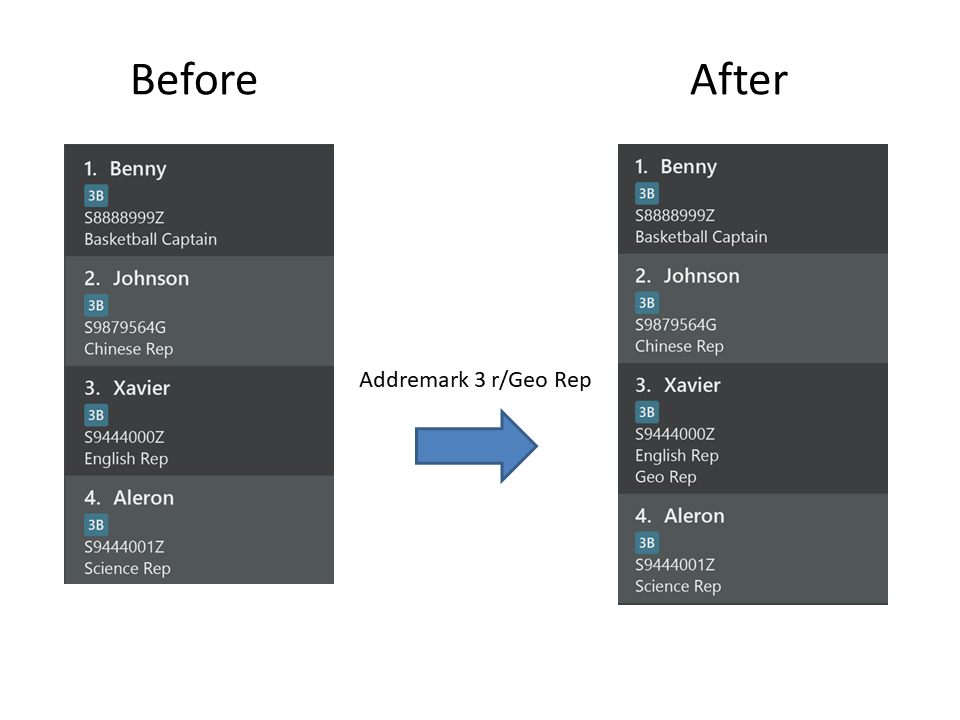 Before
After
1. Benny
3B
S8888999Z
Basketball Captain
2. Johnson
3B
S9879564G
Chinese Rep
3. Xavier
3B
S9444000Z
English Rep
4. Aleron
3B
S9444001Z
Science Rep
Addremark 3 r/Geo Rep
1. Benny
3B
S8888999Z
Basketball Captain
2. Johnson
3B
S9879564G
Chinese Rep
3. Xavier
3B
S9444000Z
English Rep
Geo Rep
4. Aleron
3B
S9444001Z
Science Rep